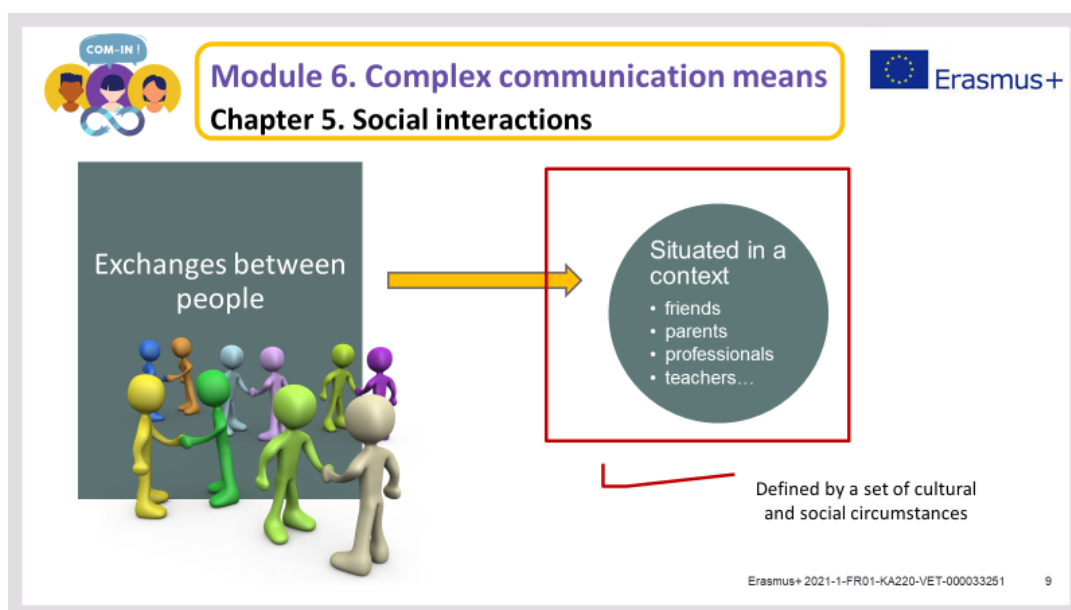 COM-IN !
Module 6. Complex communication means
Chapter 5. Social interactions
Erasmus+
Exchanges between
people
Situated in a
context
• friends
• parents
• professionals
• teachers…
Defined by a set of cultural
and social circumstances
Erasmus+ 2021-1-FR01-KA220-VET-000033251
9